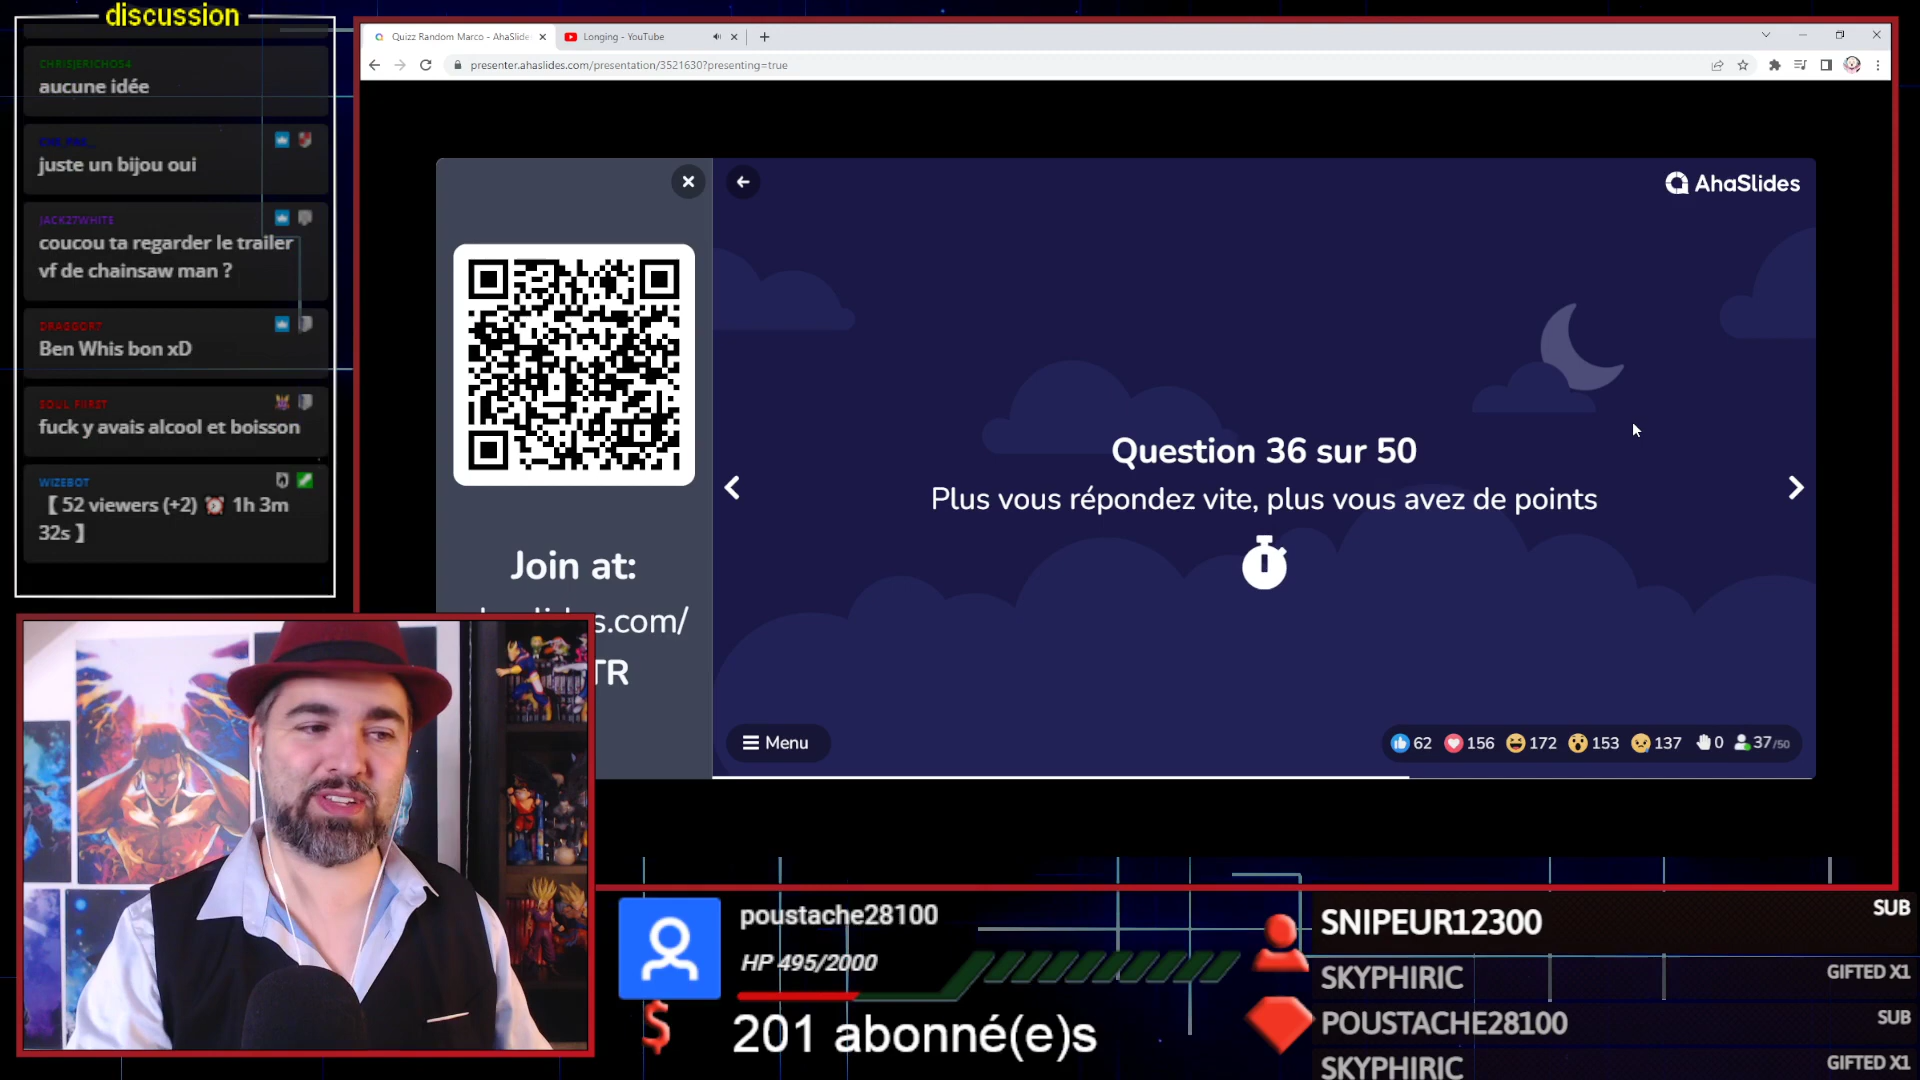 discussion
CHRISJERICHO54
aucune idée
juste un bijou oui
JACK27WHITE
coucou ta regarder le trailer
vf de chainsaw man ?
DRAGGOR7
Ben Whis bon xD
SOUL_FIIRST
fuck y avais alcool et boisson
WIZEBOT
【 52 viewers (+2) ⏰ 1h 3m
32s 】
Quizz Random Marco - AhaSlide
Longing - YouTube
presenter.ahaslides.com/presentation/3521630?presenting=true
AhaSlides
Question 36 sur 50
Plus vous répondez vite, plus vous avez de points
Join at:
s.com/
TR
Menu
62 156 172 153 137 0 37/50
poustache28100
HP 495/2000
201 abonné(e)s
SNIPEUR12300 SUB
SKYPHIRIC GIFTED X1
POUSTACHE28100 SUB
SKYPHIRIC GIFTED X1